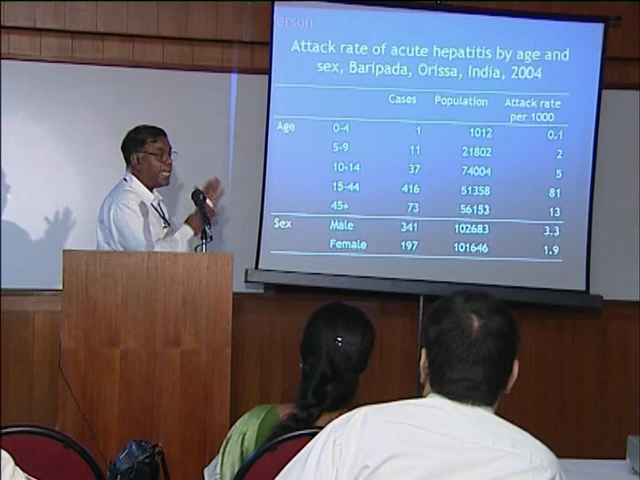 erson
Attack rate of acute hepatitis by age and
sex, Baripada, Orissa, India, 2004
Cases Population Attack rate
per 1000
Age 0-4 1 1012 0.1
5-9 11 21802 2
10-14 37 74004 5
15-44 416 51358 81
45+ 73 56153 13
Sex Male 341 102683 3.3
Female 197 101646 1.9